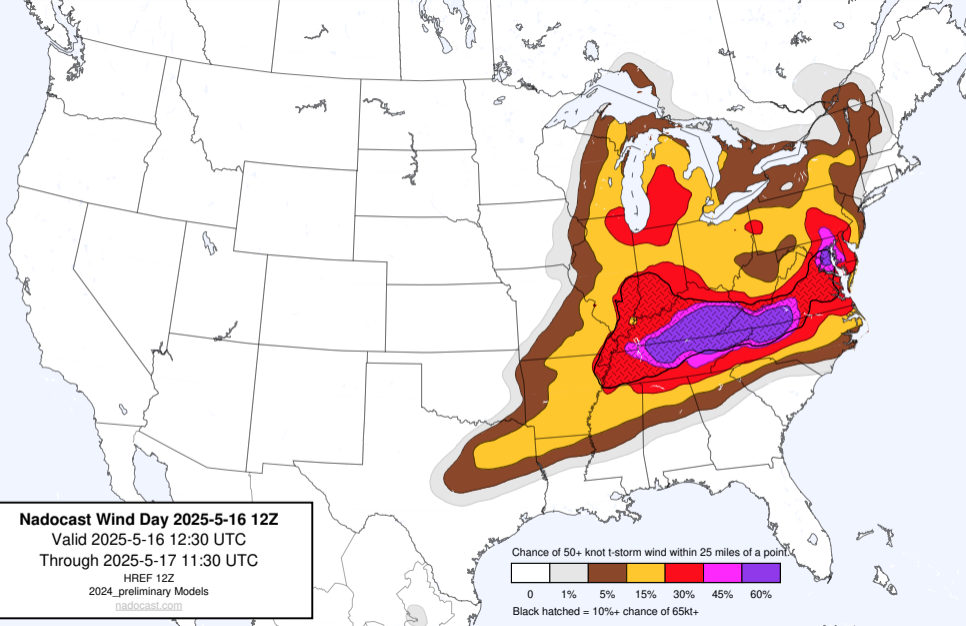 Nadocast Wind Day 2025-5-16 12Z
Valid 2025-5-16 12:30 UTC
Through 2025-5-17 11:30 UTC
HREF 12Z
2024_preliminary Models
nadocast.com
Chance of 50+ knot t-storm wind within 25 miles of a point.
0 1% 5% 15% 30% 45% 60%
Black hatched = 10%+ chance of 65kt+